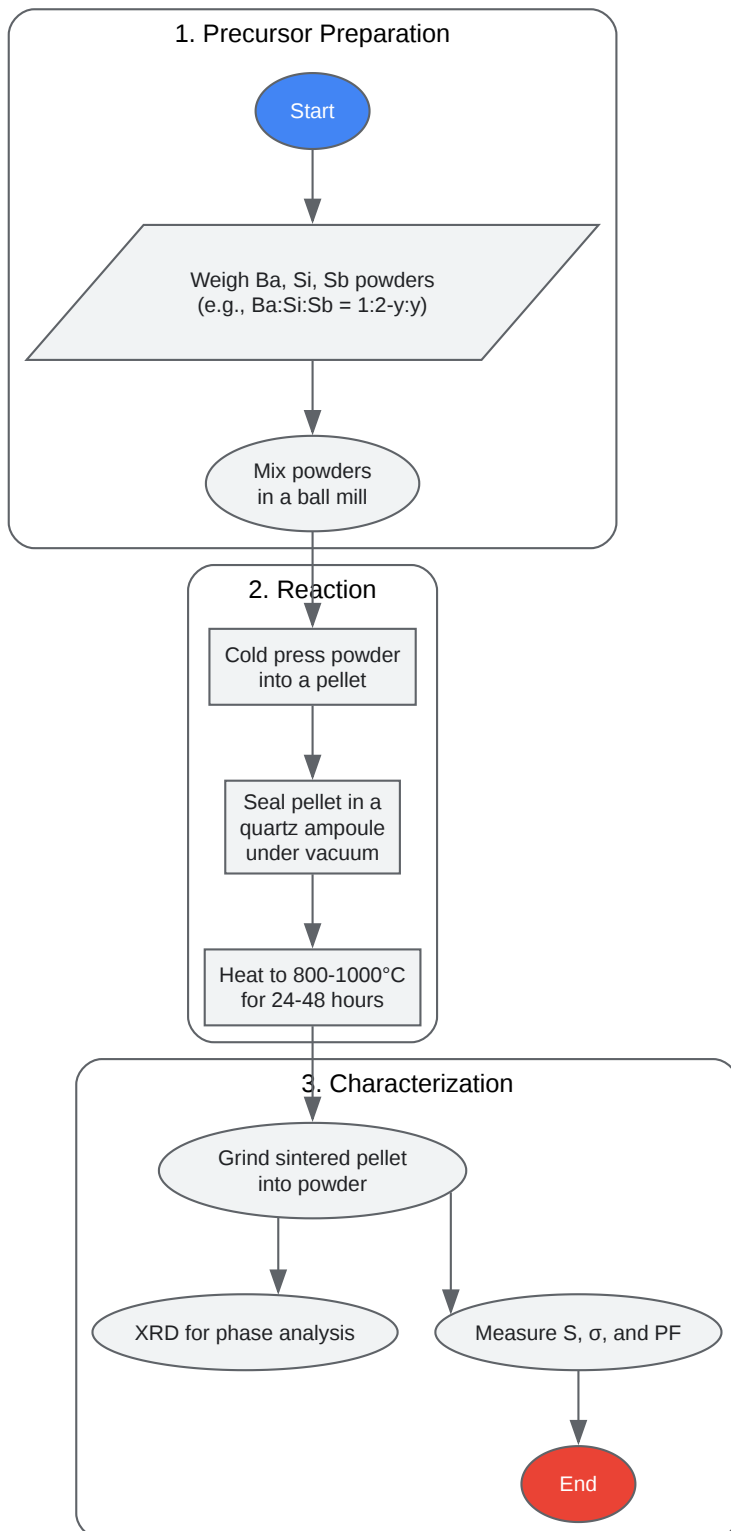 1. Precursor Preparation
Start
Weigh Ba, Si, Sb powders
(e.g., Ba:Si:Sb = 1:2-y:y)
Mix powders
in a ball mill
2. Reaction
Cold press powder
into a pellet
Seal pellet in a
quartz ampoule
under vacuum
Heat to 800-1000°C
for 24-48 hours
3. Characterization
Grind sintered pellet
into powder
XRD for phase analysis
Measure S, σ, and PF
End